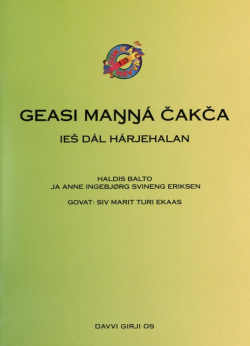 GEASI MAŊŊÁ ČAKČA
IEŠ DÁL HÁRJEHALAN
HALDIS BALTO
JA ANNE INGEBJØRG SVINENG ERIKSEN
GOVAT: SIV MARIT TURI EKAAS
DAVVI GIRJI OS